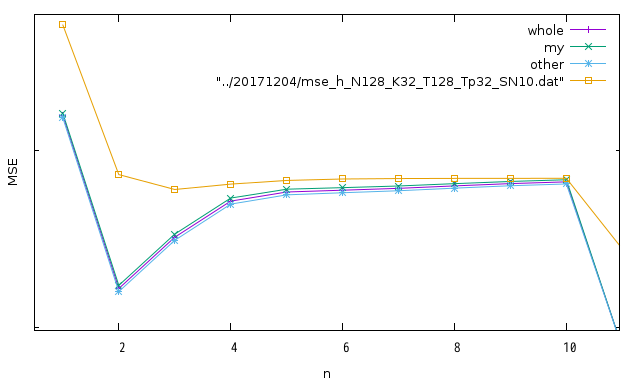 whole
my
other
"../20171204/mse_h_N128_K32_T128_Tp32_SN10.dat"
MSE
2 4 6 8 10
n